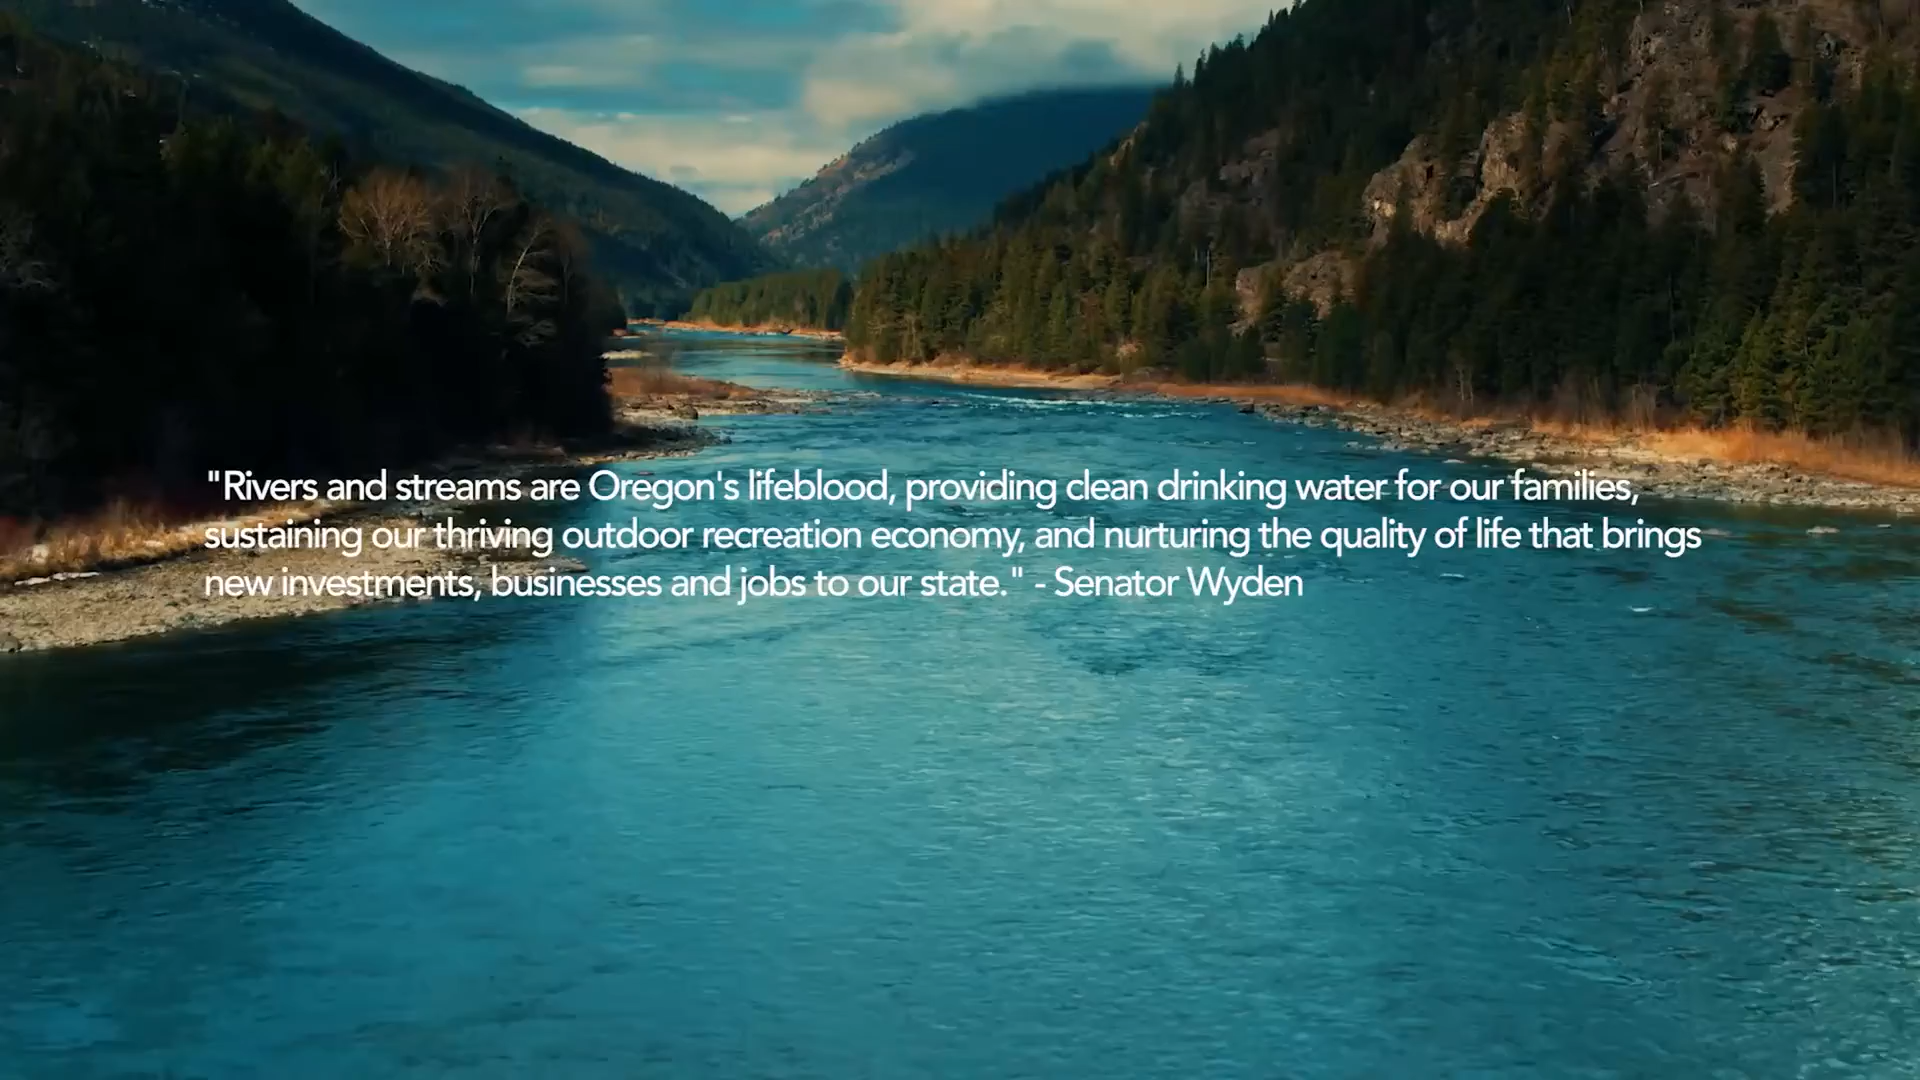 "Rivers and streams are Oregon's lifeblood, providing clean drinking water for our families,
sustaining our thriving outdoor recreation economy, and nurturing the quality of life that brings
new investments, businesses and jobs to our state." - Senator Wyden